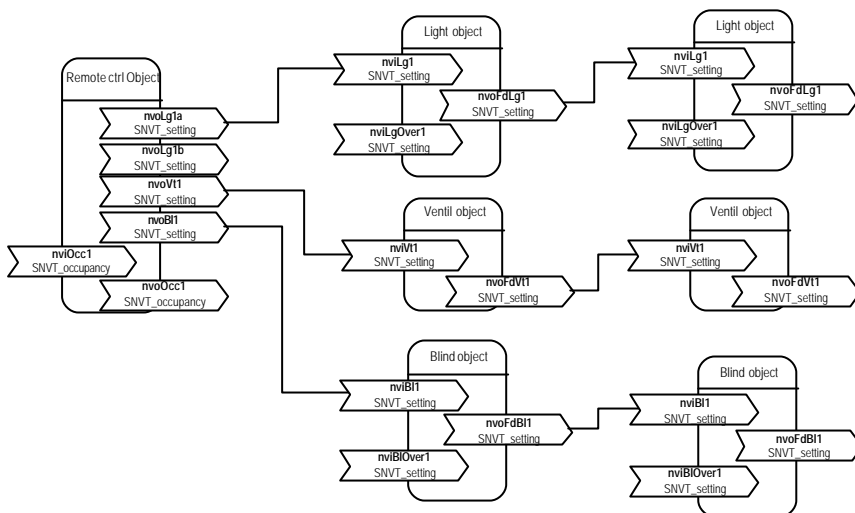 Remote ctrl Object
nvoLg1a
SNVT_setting
nvoLg1b
SNVT_setting
nvoVt1
SNVT_setting
nvoBl1
SNVT_setting
nviOcc1
SNVT_occupancy
nvoOcc1
SNVT_occupancy
Light object
nviLg1
SNVT_setting
nvoFdLg1
SNVT_setting
nviLgOver1
SNVT_setting
Light object
nviLg1
SNVT_setting
nvoFdLg1
SNVT_setting
nviLgOver1
SNVT_setting
Ventil object
nviVt1
SNVT_setting
nvoFdVt1
SNVT_setting
Ventil object
nviVt1
SNVT_setting
nvoFdVt1
SNVT_setting
Blind object
nviBl1
SNVT_setting
nvoFdBl1
SNVT_setting
nviBlOver1
SNVT_setting
Blind object
nviBl1
SNVT_setting
nvoFdBl1
SNVT_setting
nviBlOver1
SNVT_setting